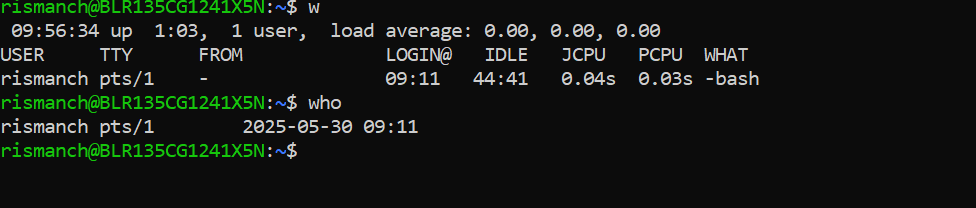 rismanch@BLR135CG1241X5N:~$ w
 09:56:34 up  1:03,  1 user,  load average: 0.00, 0.00, 0.00
USER     TTY      FROM             LOGIN@   IDLE   JCPU   PCPU  WHAT
rismanch pts/1    -                09:11   44:41   0.04s  0.03s -bash
rismanch@BLR135CG1241X5N:~$ who
rismanch pts/1        2025-05-30 09:11
rismanch@BLR135CG1241X5N:~$